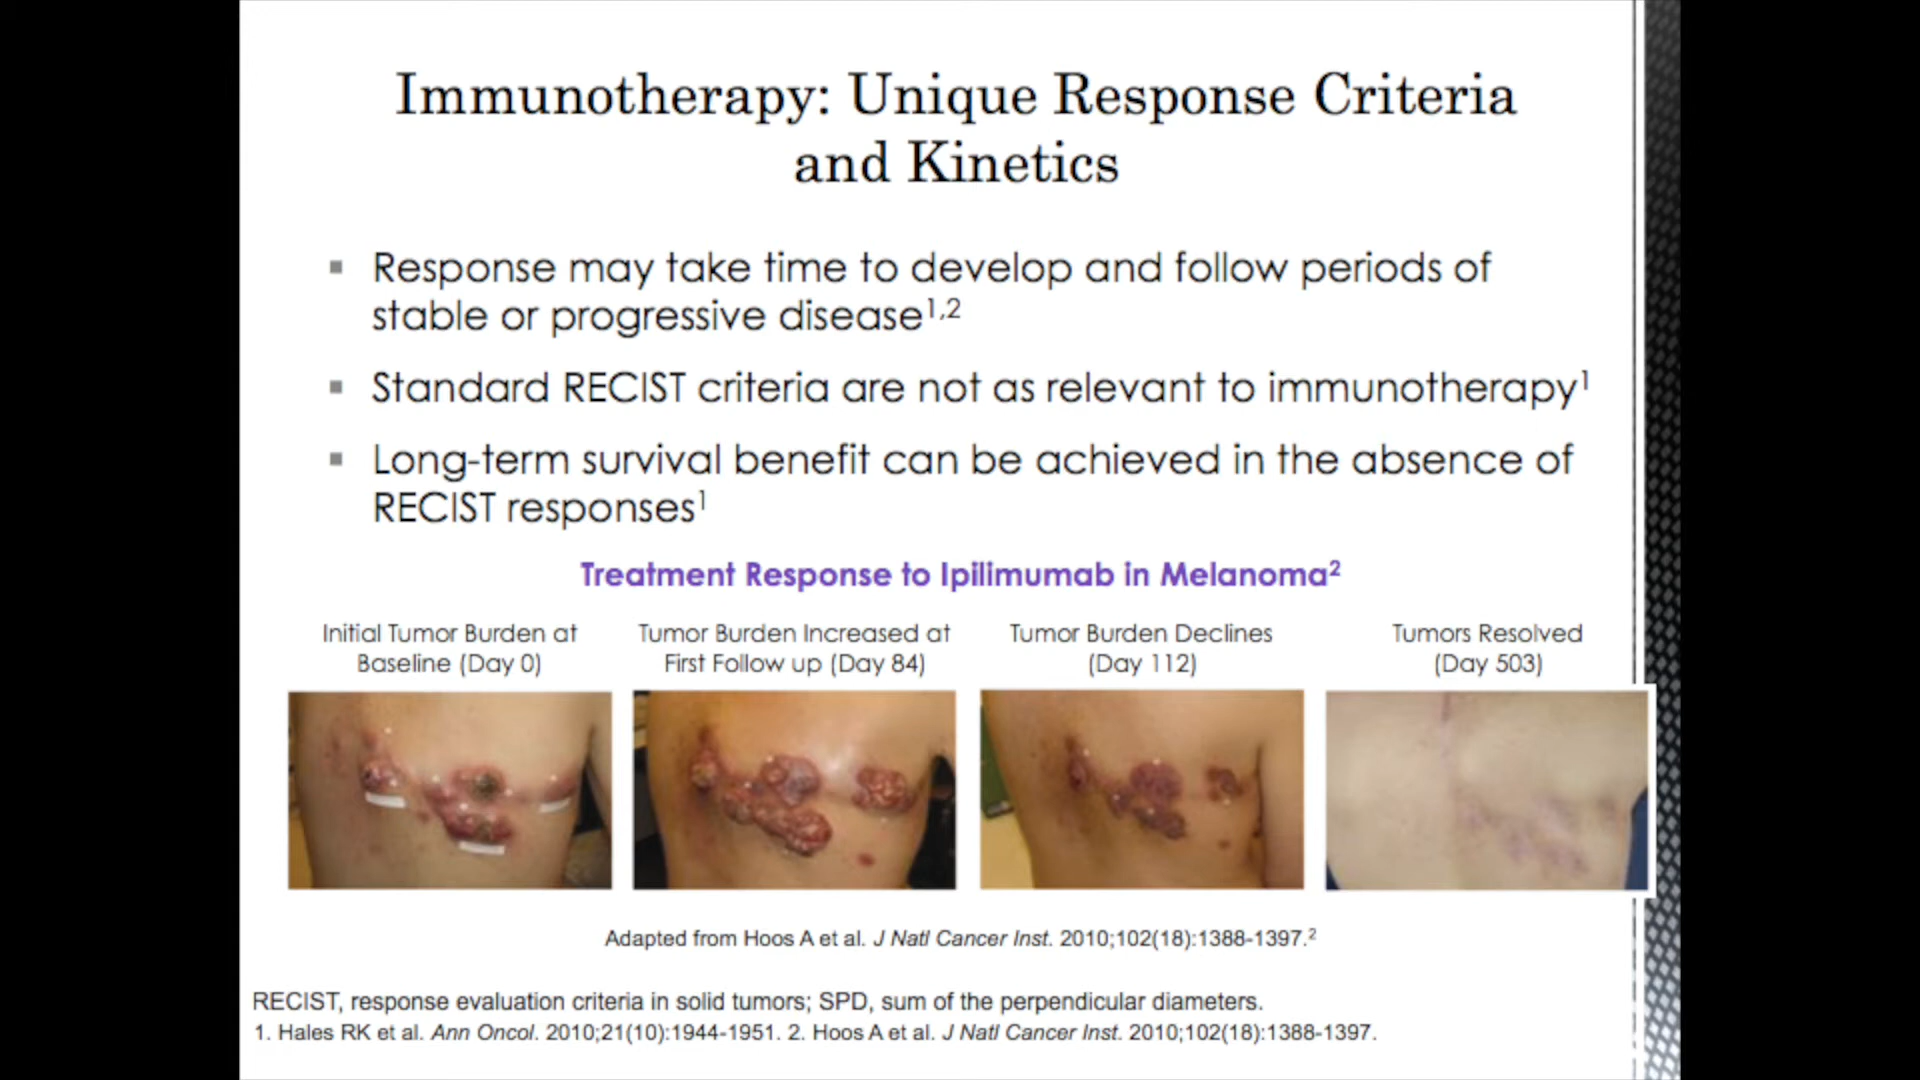 Immunotherapy: Unique Response Criteria
and Kinetics
▪ Response may take time to develop and follow periods of
stable or progressive disease1,2
▪ Standard RECIST criteria are not as relevant to immunotherapy1
▪ Long-term survival benefit can be achieved in the absence of
RECIST responses1
Treatment Response to Ipilimumab in Melanoma2
Initial Tumor Burden at
Baseline (Day 0)
Tumor Burden Increased at
First Follow up (Day 84)
Tumor Burden Declines
(Day 112)
Tumors Resolved
(Day 503)
Adapted from Hoos A et al. J Natl Cancer Inst. 2010;102(18):1388-1397.2
RECIST, response evaluation criteria in solid tumors; SPD, sum of the perpendicular diameters.
1. Hales RK et al. Ann Oncol. 2010;21(10):1944-1951. 2. Hoos A et al. J Natl Cancer Inst. 2010;102(18):1388-1397.